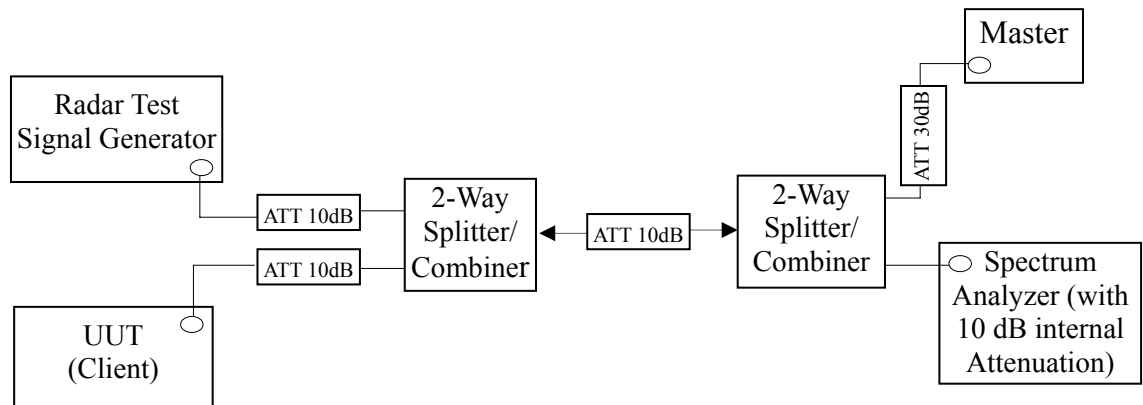 Master
ATT 30dB
Radar Test
Signal Generator
ATT 10dB
2-Way
Splitter/
Combiner
ATT 10dB
2-Way
Splitter/
Combiner
ATT 10dB
UUT
(Client)
Spectrum
Analyzer (with
10 dB internal
Attenuation)